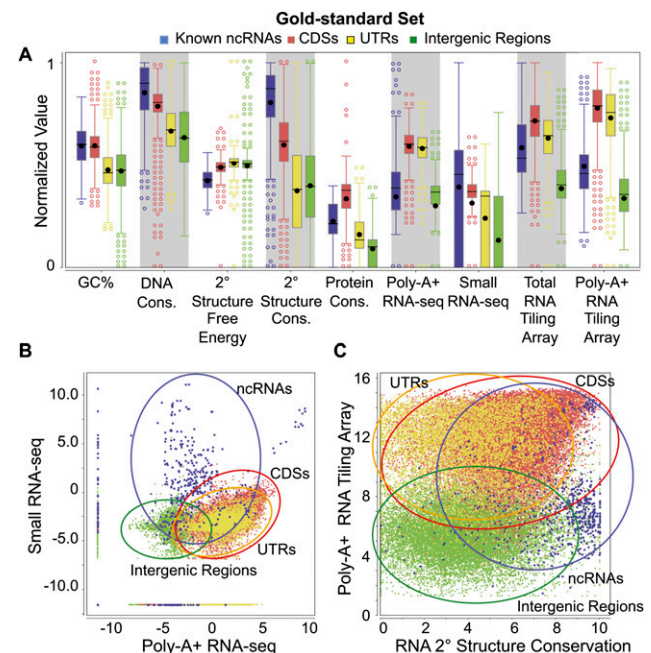 Gold-standard Set
Known ncRNAs CDSs UTRs Intergenic Regions
A
Normalized Value
1
0
GC%
DNA
Cons.
2°
Structure Free
Energy
2°
Structure Cons.
Protein
Cons.
Poly-A+
RNA-seq
Small
RNA-seq
Total
RNA
Tiling
Array
Poly-A+
RNA
Tiling
Array
B
Small RNA-seq
10.0
5.0
0
-5.0
-10.0
ncRNAs
CDSs
UTRs
Intergenic Regions
-10
-5
0
5
10
Poly-A+ RNA-seq
C
Poly-A+ RNA Tiling Array
16
12
8
4
0
UTRs
CDSs
ncRNAs
Intergenic Regions
0
2
4
6
8
10
RNA 2° Structure Conservation